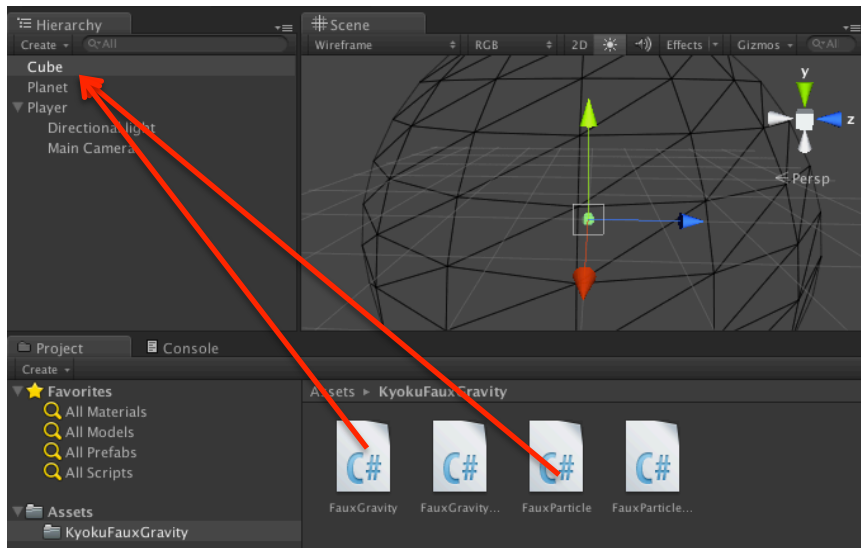 Hierarchy
Create All
Cube
Planet
Player
Directional light
Main Camera
Scene
Wireframe RGB 2D Effects Gizmos All
y
z
Persp
Project Console
Create
Favorites
All Materials
All Models
All Prefabs
All Scripts
Assets
KyokuFauxGravity
Assets ▸ KyokuFauxGravity
C# C# C# C#
FauxGravity FauxGravity... FauxParticle FauxParticle...